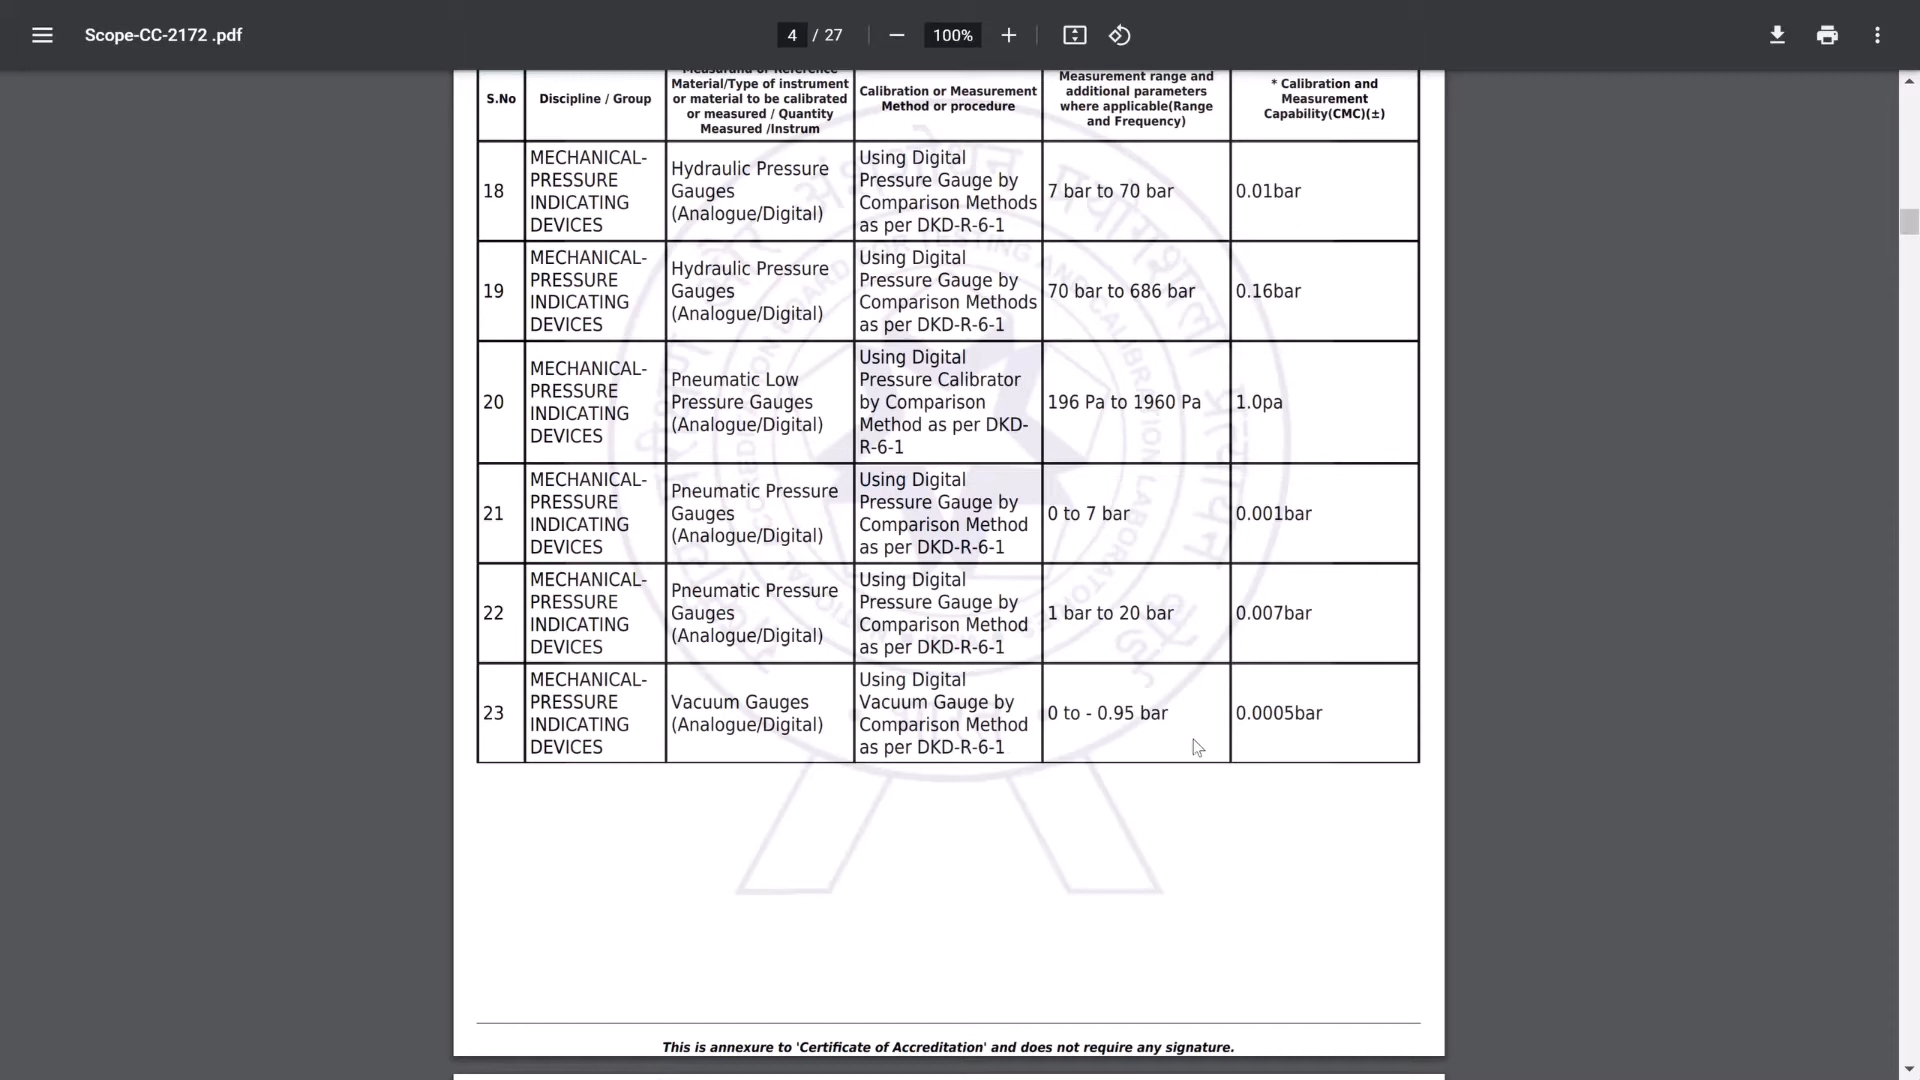 Scope-CC-2172 .pdf
4 / 27
100%
S.No
Discipline / Group
Measurand or Reference
Material/Type of instrument
or material to be calibrated
or measured / Quantity
Measured /Instrum
Calibration or Measurement
Method or procedure
Measurement range and
additional parameters
where applicable(Range
and Frequency)
* Calibration and
Measurement
Capability(CMC)(±)
18
MECHANICAL-
PRESSURE
INDICATING
DEVICES
Hydraulic Pressure
Gauges
(Analogue/Digital)
Using Digital
Pressure Gauge by
Comparison Methods
as per DKD-R-6-1
7 bar to 70 bar
0.01bar
19
MECHANICAL-
PRESSURE
INDICATING
DEVICES
Hydraulic Pressure
Gauges
(Analogue/Digital)
Using Digital
Pressure Gauge by
Comparison Methods
as per DKD-R-6-1
70 bar to 686 bar
0.16bar
20
MECHANICAL-
PRESSURE
INDICATING
DEVICES
Pneumatic Low
Pressure Gauges
(Analogue/Digital)
Using Digital
Pressure Calibrator
by Comparison
Method as per DKD-
R-6-1
196 Pa to 1960 Pa
1.0pa
21
MECHANICAL-
PRESSURE
INDICATING
DEVICES
Pneumatic Pressure
Gauges
(Analogue/Digital)
Using Digital
Pressure Gauge by
Comparison Method
as per DKD-R-6-1
0 to 7 bar
0.001bar
22
MECHANICAL-
PRESSURE
INDICATING
DEVICES
Pneumatic Pressure
Gauges
(Analogue/Digital)
Using Digital
Pressure Gauge by
Comparison Method
as per DKD-R-6-1
1 bar to 20 bar
0.007bar
23
MECHANICAL-
PRESSURE
INDICATING
DEVICES
Vacuum Gauges
(Analogue/Digital)
Using Digital
Vacuum Gauge by
Comparison Method
as per DKD-R-6-1
0 to - 0.95 bar
0.0005bar
This is annexure to 'Certificate of Accreditation' and does not require any signature.